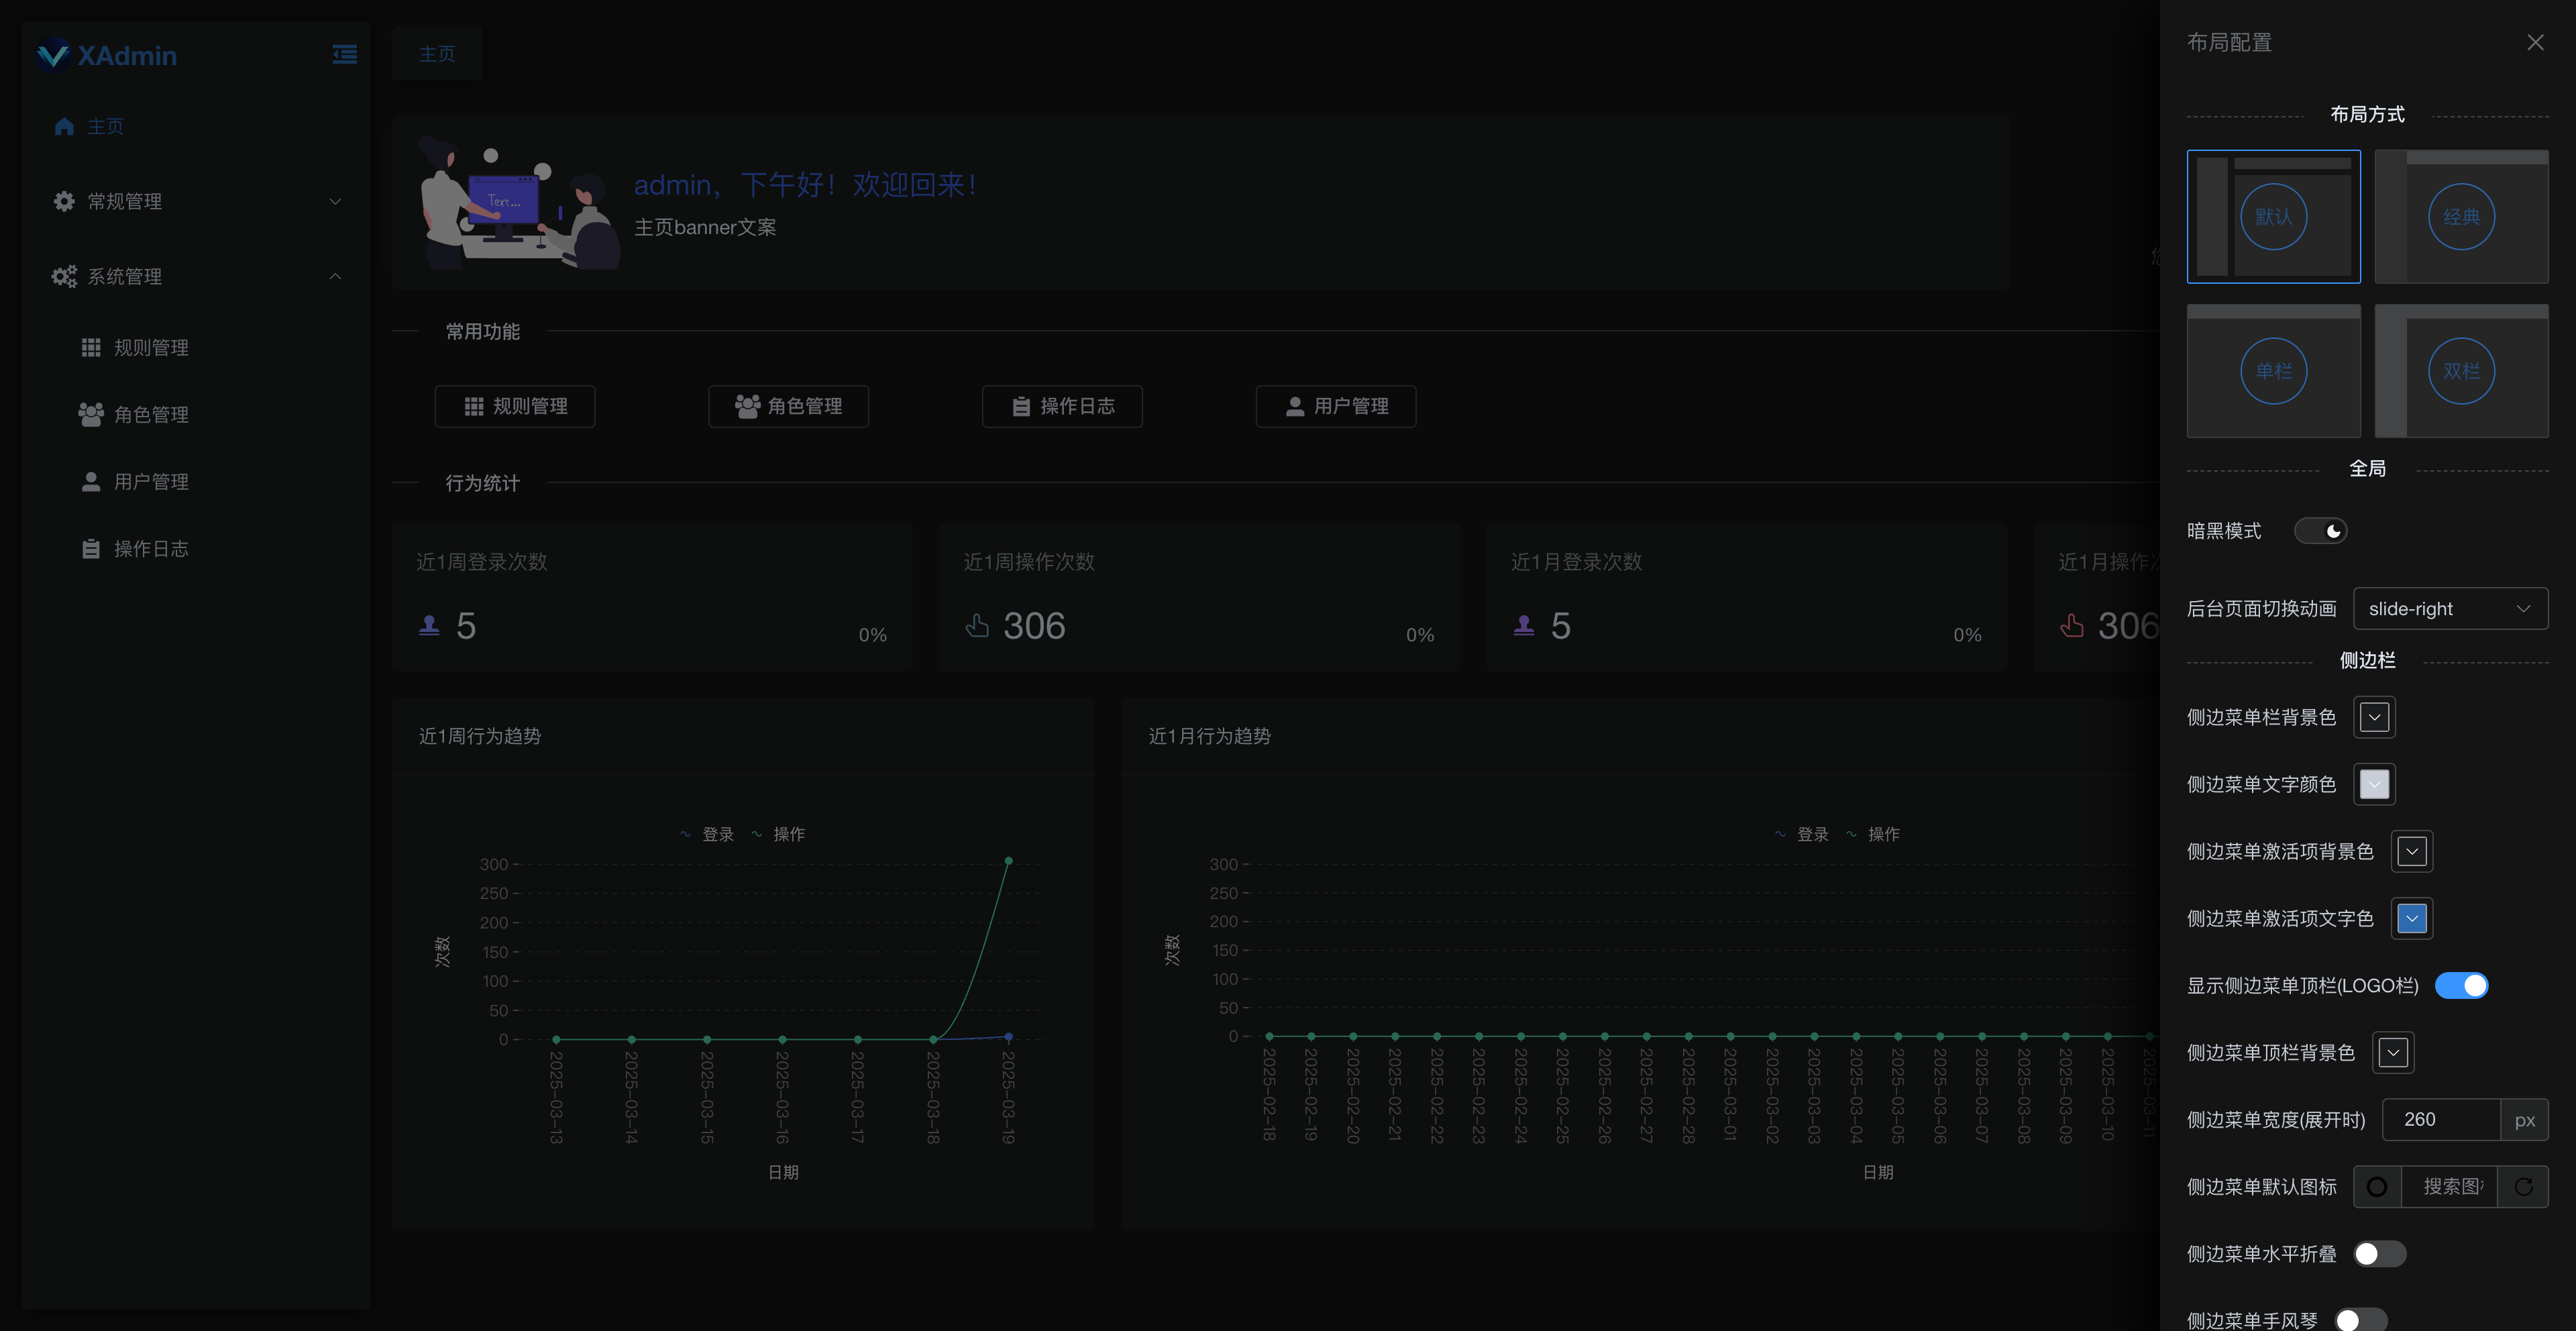 XAdmin
主页
常规管理
系统管理
规则管理
角色管理
用户管理
操作日志
主页
Text...
admin，下午好！欢迎回来！
主页banner文案
您
常用功能
规则管理
角色管理
操作日志
用户管理
行为统计
近1周登录次数
5
0%
近1周操作次数
306
0%
近1月登录次数
5
0%
近1月操作次
306
近1周行为趋势
登录
操作
次数
300
250
200
150
100
50
0
2025-03-13
2025-03-14
2025-03-15
2025-03-16
2025-03-17
2025-03-18
2025-03-19
日期
近1月行为趋势
登录
操作
次数
300
250
200
150
100
50
0
2025-02-18
2025-02-19
2025-02-20
2025-02-21
2025-02-22
2025-02-23
2025-02-24
2025-02-25
2025-02-26
2025-02-27
2025-02-28
2025-03-01
2025-03-02
2025-03-03
2025-03-04
2025-03-05
2025-03-06
2025-03-07
2025-03-08
2025-03-09
2025-03-10
2025-03-11
日期
布局配置
布局方式
默认
经典
单栏
双栏
全局
暗黑模式
后台页面切换动画
slide-right
侧边栏
侧边菜单栏背景色
侧边菜单文字颜色
侧边菜单激活项背景色
侧边菜单激活项文字色
显示侧边菜单顶栏(LOGO栏)
侧边菜单顶栏背景色
侧边菜单宽度(展开时)
260
px
侧边菜单默认图标
搜索图
侧边菜单水平折叠
侧边菜单手风琴